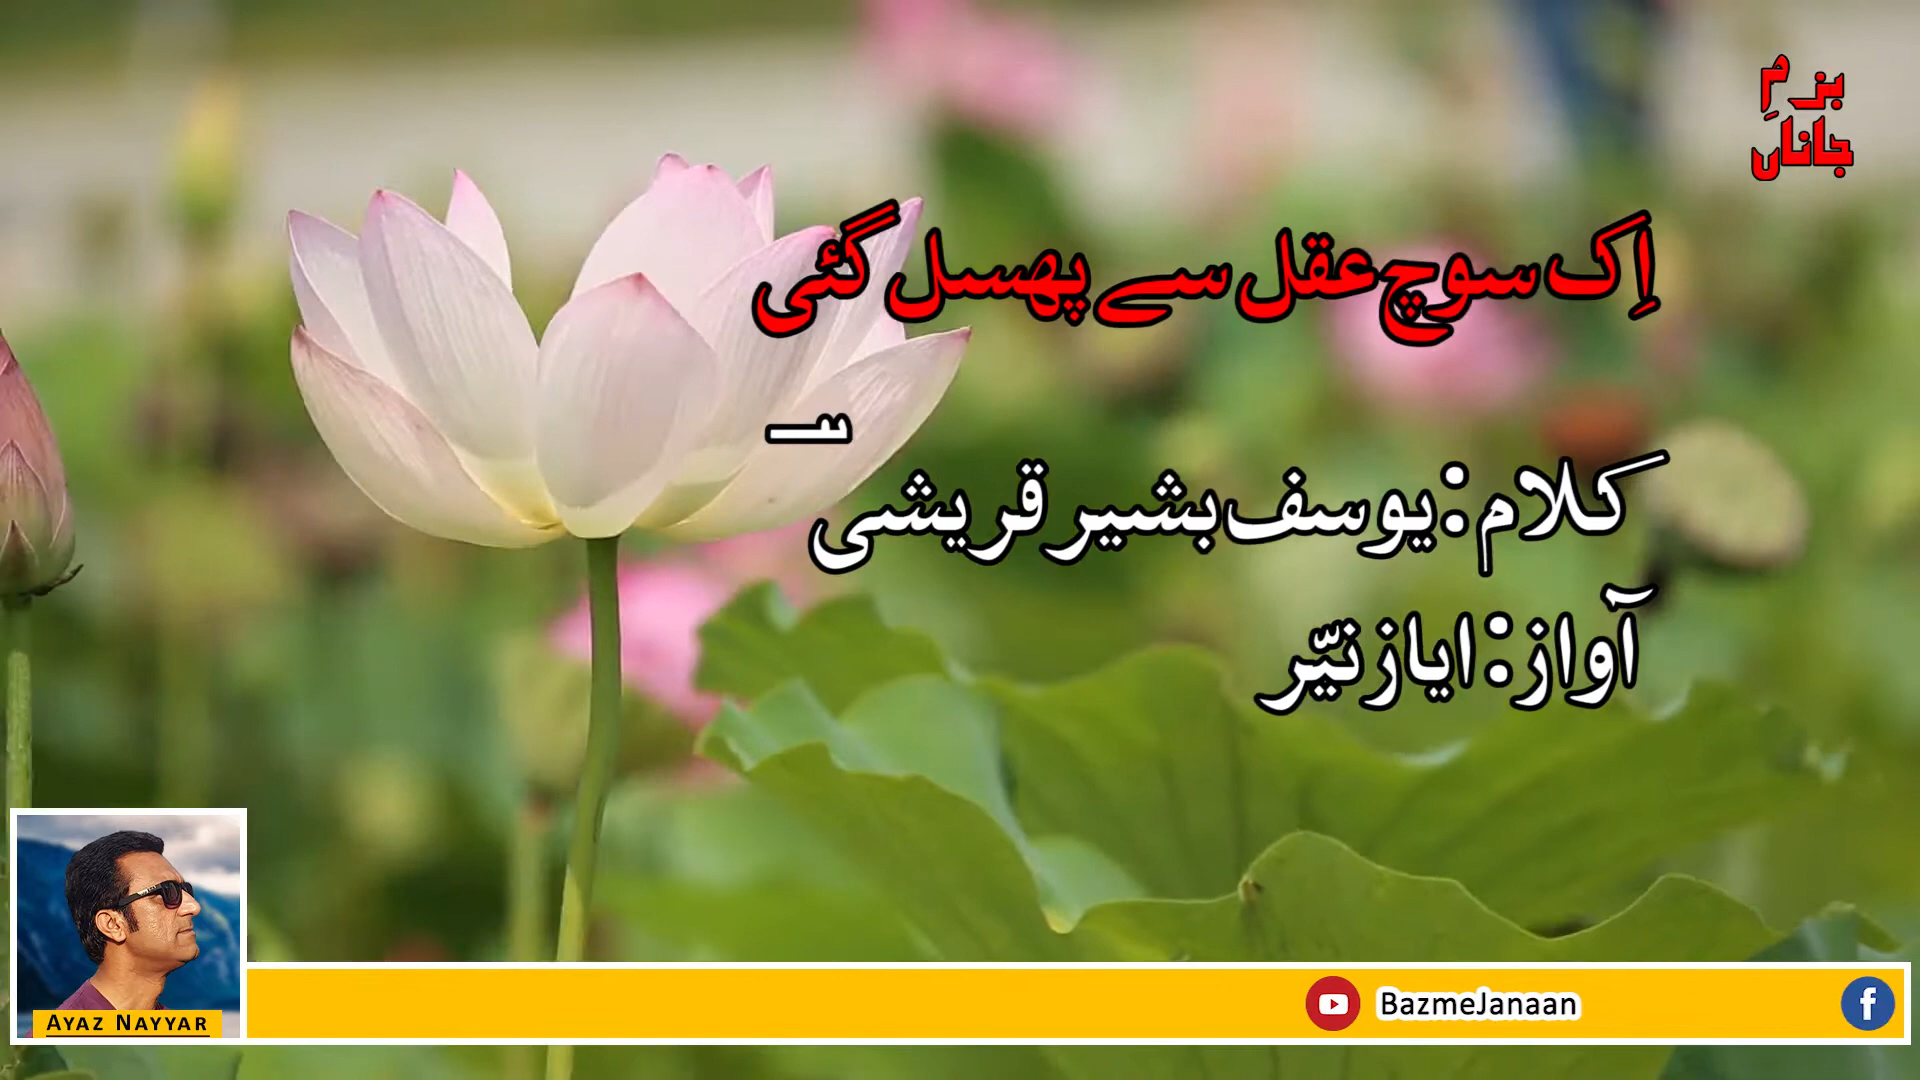 بزمِ
جاناں
اِک سوچ عقل سے پھسل گئی
کلام: یوسف بشیر قریشی
آواز: ایاز نیّر
AYAZ NAYYAR
BazmeJanaan